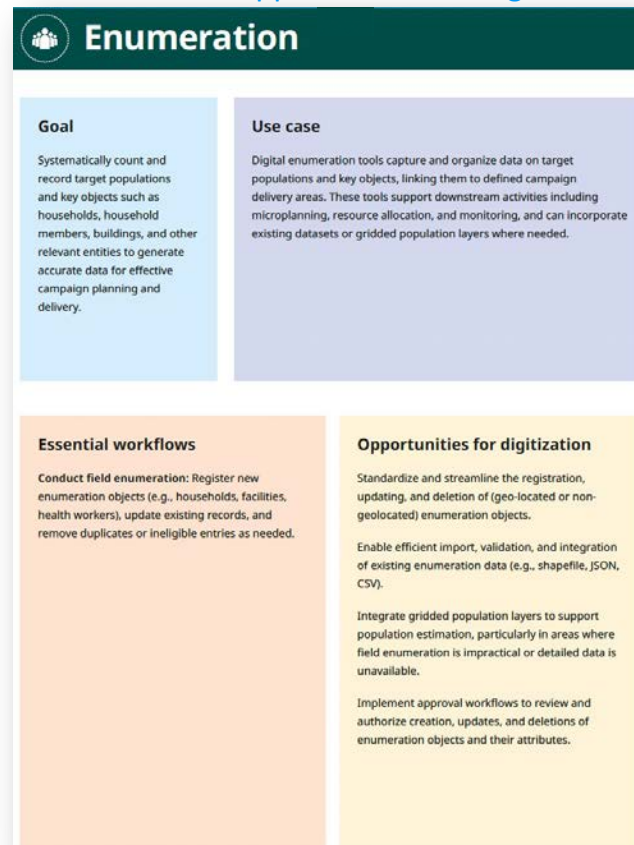 Enumeration
Goal
Systematically count and
record target populations
and key objects such as
households, household
members, buildings, and other
relevant entities to generate
accurate data for effective
campaign planning and
delivery.
Use case
Digital enumeration tools capture and organize data on target
populations and key objects, linking them to defined campaign
delivery areas. These tools support downstream activities including
microplanning, resource allocation, and monitoring, and can incorporate
existing datasets or gridded population layers where needed.
Essential workflows
Conduct field enumeration: Register new
enumeration objects (e.g., households, facilities,
health workers), update existing records, and
remove duplicates or ineligible entries as needed.
Opportunities for digitization
Standardize and streamline the registration,
updating, and deletion of (geo-located or non-
geolocated) enumeration objects.
Enable efficient import, validation, and integration
of existing enumeration data (e.g., shapefile, JSON,
CSV).
Integrate gridded population layers to support
population estimation, particularly in areas where
field enumeration is impractical or detailed data is
unavailable.
Implement approval workflows to review and
authorize creation, updates, and deletions of
enumeration objects and their attributes.